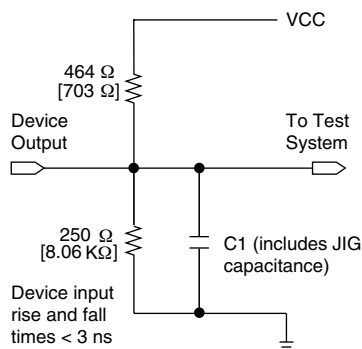 VCC
464 Ω
[703 Ω]
Device
Output
To Test
System
250 Ω
[8.06 KΩ]
C1 (includes JIG
capacitance)
Device input
rise and fall
times < 3 ns